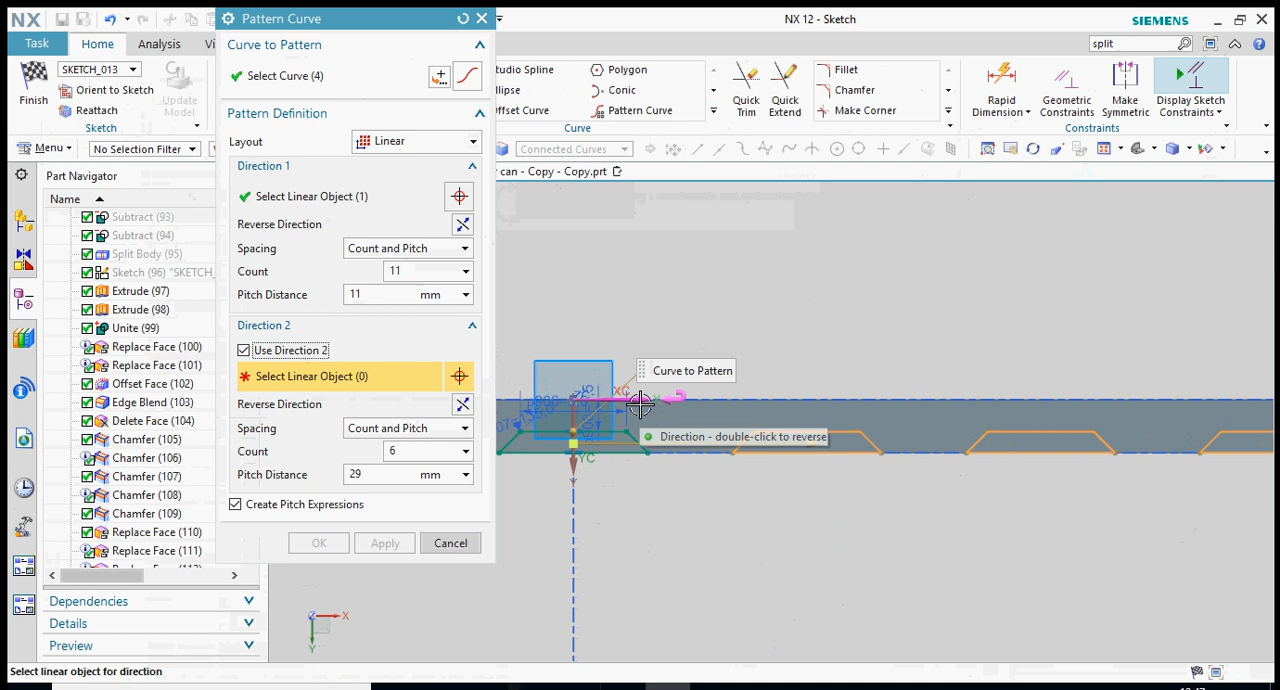 NX
Pattern Curve
NX 12 - Sketch
SIEMENS
Task
Home
Analysis
Vi
split
SKETCH_013
Orient to Sketch
Reattach
Finish
Update
Model
Sketch
Curve to Pattern
Select Curve (4)
Pattern Definition
Layout
Linear
Direction 1
Select Linear Object (1)
Reverse Direction
Spacing
Count and Pitch
Count
11
Pitch Distance
11
mm
Direction 2
Use Direction 2
Select Linear Object (0)
Reverse Direction
Spacing
Count and Pitch
Count
6
Pitch Distance
29
mm
Create Pitch Expressions
OK
Apply
Cancel
tudio Spline
Polygon
lipse
Conic
ffset Curve
Pattern Curve
Curve
Quick
Trim
Quick
Extend
Fillet
Chamfer
Make Corner
Rapid
Dimension
Geometric
Constraints
Make
Symmetric
Display Sketch
Constraints
Constraints
Menu
No Selection Filter
Connected Curves
r can - Copy - Copy.prt
Part Navigator
Name
Subtract (93)
Subtract (94)
Split Body (95)
Sketch (96) "SKETCH_
Extrude (97)
Extrude (98)
Unite (99)
Replace Face (100)
Replace Face (101)
Offset Face (102)
Edge Blend (103)
Delete Face (104)
Chamfer (105)
Chamfer (106)
Chamfer (107)
Chamfer (108)
Chamfer (109)
Replace Face (110)
Replace Face (111)
Dependencies
Details
Preview
Curve to Pattern
Direction - double-click to reverse
XC
YC
X
Y
Z
Select linear object for direction